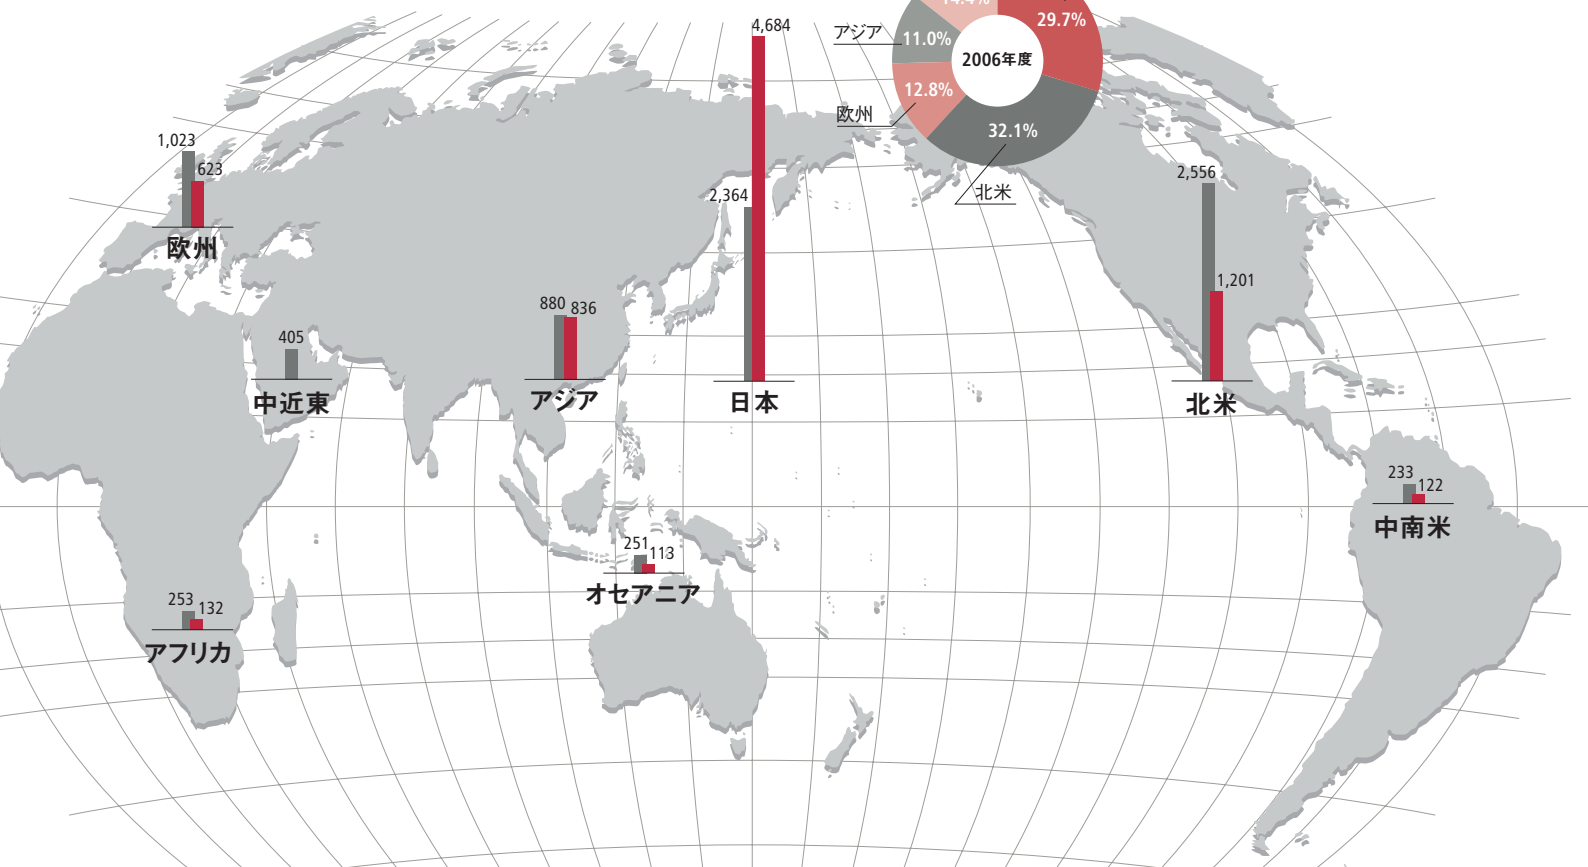 14.4%
29.7%
アジア
11.0%
2006年度
12.8%
欧州
32.1%
北米
4,684
2,364
日本
1,023
623
欧州
2,556
1,201
北米
880
836
アジア
405
中近東
233
122
中南米
251
113
オセアニア
253
132
アフリカ